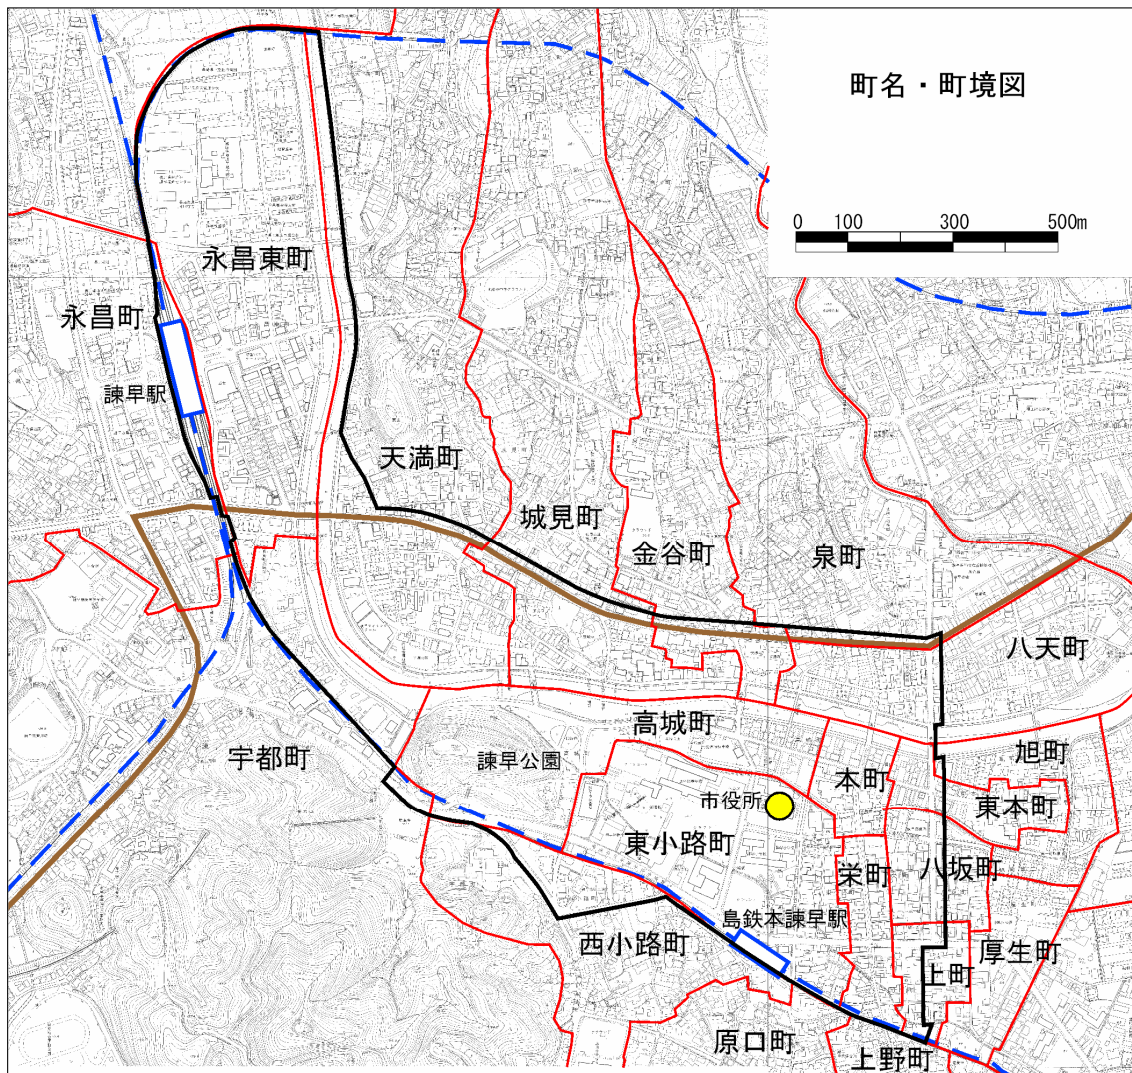 町名・町境図
0 100 300 500m
永昌東町
永昌町
諫早駅
天満町
城見町
金谷町
泉町
八天町
高城町
宇都町
諫早公園
本町
旭町
市役所
東本町
東小路町
栄町
八坂町
島鉄本諫早駅
西小路町
厚生町
上町
原口町
上野町